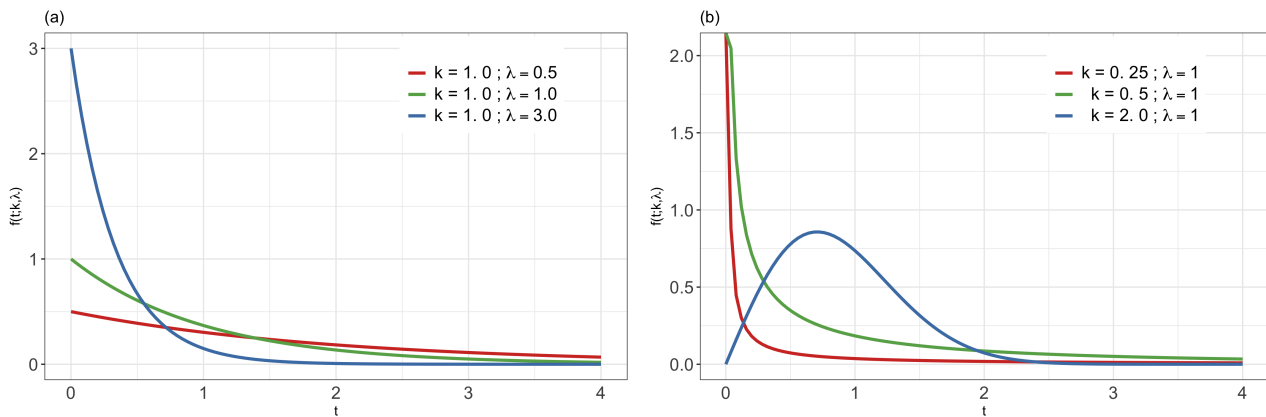 (a)
3
2
1
0
f(t;k,λ)
k = 1. 0 ; λ = 0.5
k = 1. 0 ; λ = 1.0
k = 1. 0 ; λ = 3.0
0 1 2 3 4
t
(b)
2.0
1.5
1.0
0.5
0.0
f(t;k,λ)
k = 0. 25 ; λ = 1
k = 0. 5 ; λ = 1
k = 2. 0 ; λ = 1
0 1 2 3 4
t